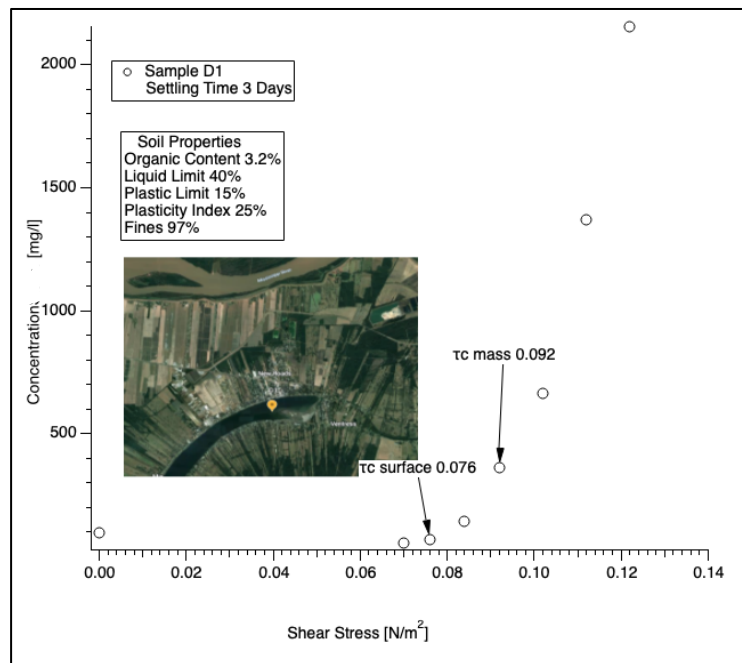 Sample D1
Settling Time 3 Days
Soil Properties
Organic Content 3.2%
Liquid Limit 40%
Plastic Limit 15%
Plasticity Index 25%
Fines 97%
2000
1500
1000
500
Concentration [mg/l]
τc mass 0.092
τc surface 0.076
0.00
0.02
0.04
0.06
0.08
0.10
0.12
0.14
Shear Stress [N/m²]